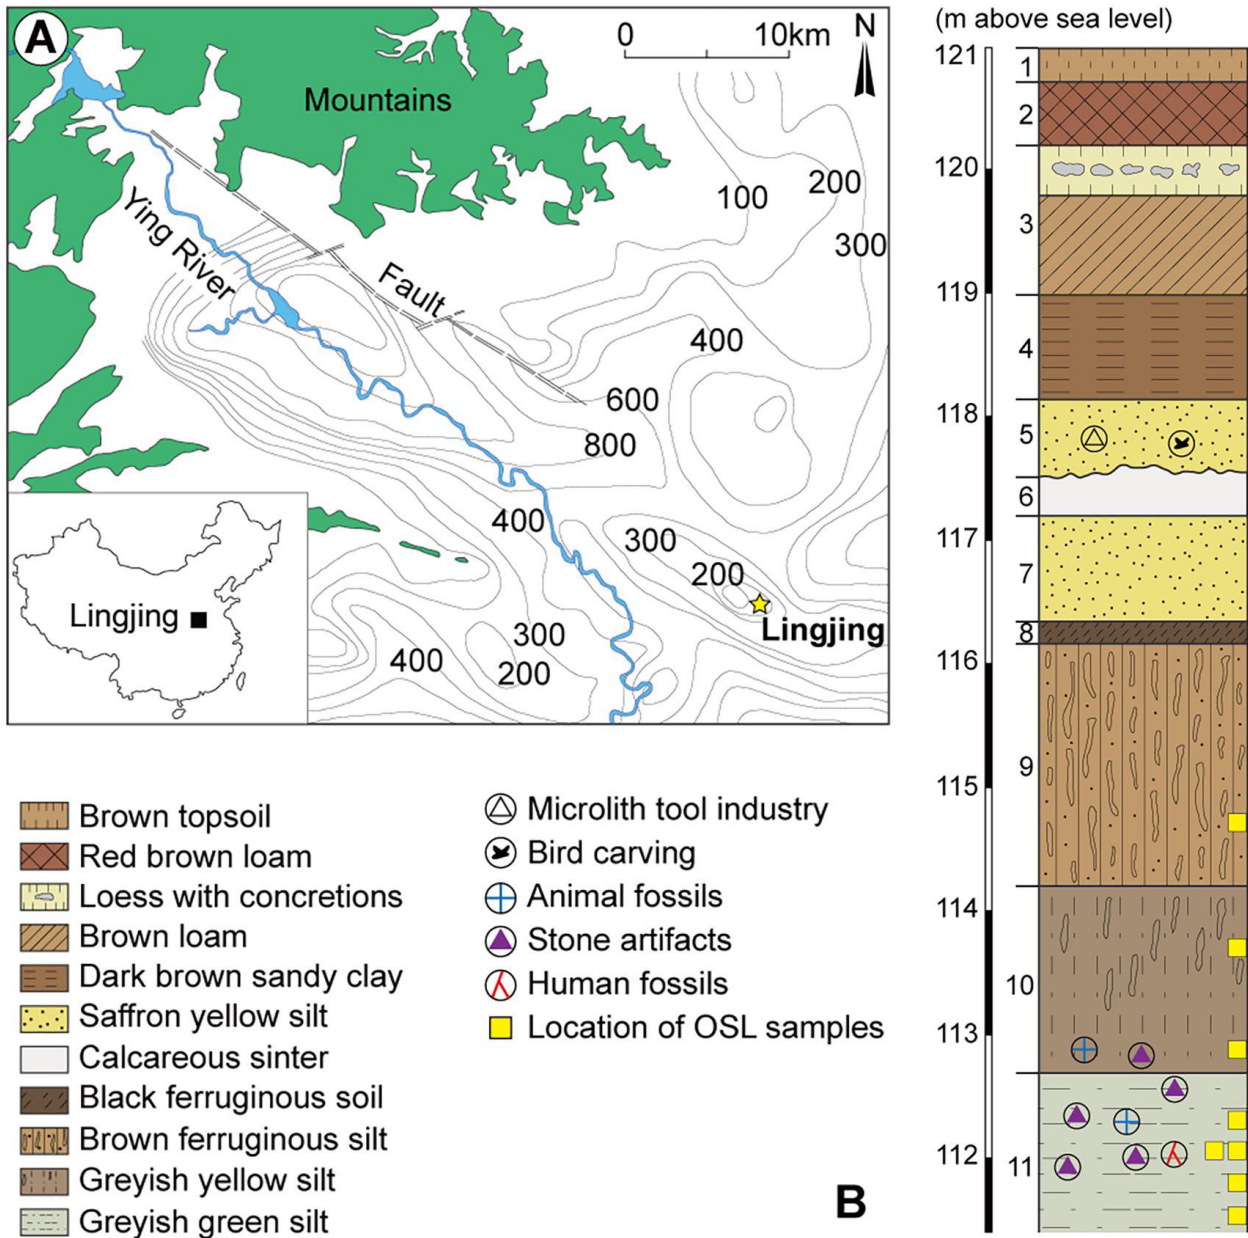 A
Mountains
0 10km
N
100
200
300
Ying River
Fault
400
600
800
400
300
200
Lingjing
300
200
400
Lingjing
(m above sea level)
121
120
119
118
117
116
115
114
113
112
1
2
3
4
5
6
7
8
9
10
11
Brown topsoil
Red brown loam
Loess with concretions
Brown loam
Dark brown sandy clay
Saffron yellow silt
Calcareous sinter
Black ferruginous soil
Brown ferruginous silt
Greyish yellow silt
Greyish green silt
Microlith tool industry
Bird carving
Animal fossils
Stone artifacts
Human fossils
Location of OSL samples
B